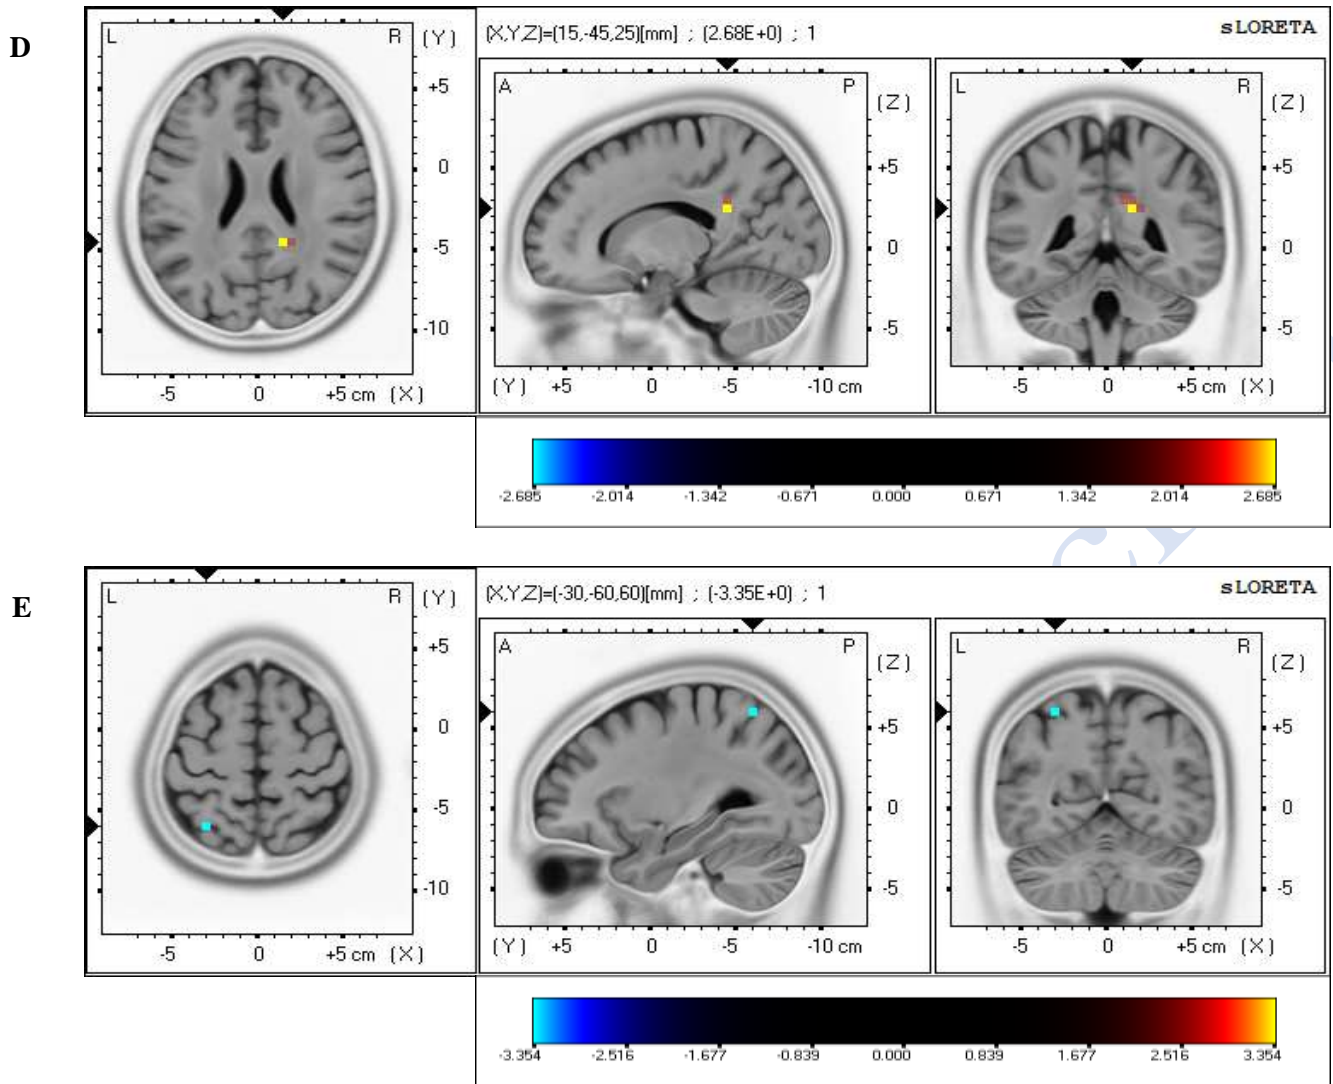 D
L R (Y)
+5
0
-5
-10
-5 0 +5 cm (X)
(X,Y,Z)=(15,-45,25)[mm] ; (2.68E+0) ; 1
sLORETA
A P (Z)
+5
0
-5
(Y) +5 0 -5 -10 cm
L R (Z)
+5
0
-5
-5 0 +5 cm (X)
-2.685 -2.014 -1.342 -0.671 0.000 0.671 1.342 2.014 2.685
E
L R (Y)
+5
0
-5
-10
-5 0 +5 cm (X)
(X,Y,Z)=(-30,-60,60)[mm] ; (-3.35E+0) ; 1
sLORETA
A P (Z)
+5
0
-5
(Y) +5 0 -5 -10 cm
L R (Z)
+5
0
-5
-5 0 +5 cm (X)
-3.354 -2.516 -1.677 -0.839 0.000 0.839 1.677 2.516 3.354